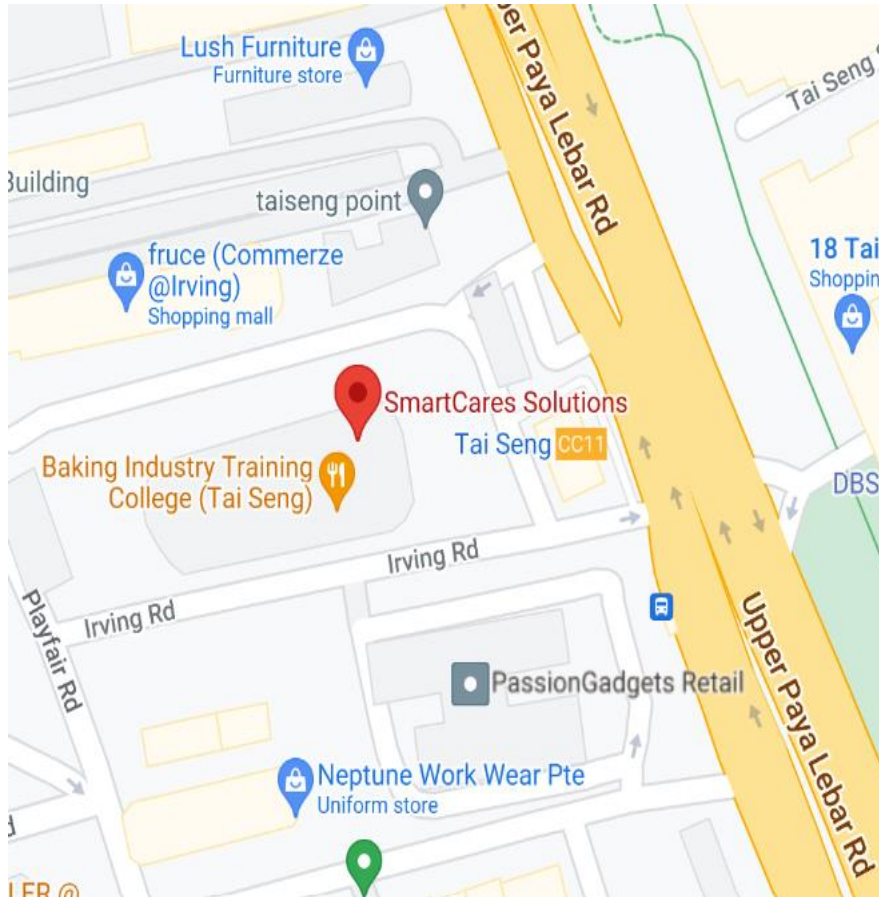 Lush Furniture
Furniture store
er Paya Lebar Rd
Tai Seng
Building
taiseng point
fruce (Commerze
@Irving)
Shopping mall
18 Tai
Shoppin
SmartCares Solutions
Tai Seng CC11
Baking Industry Training
College (Tai Seng)
DBS
Irving Rd
Irving Rd
Playfair Rd
Upper Paya Lebar Rd
PassionGadgets Retail
Neptune Work Wear Pte
Uniform store
LER @